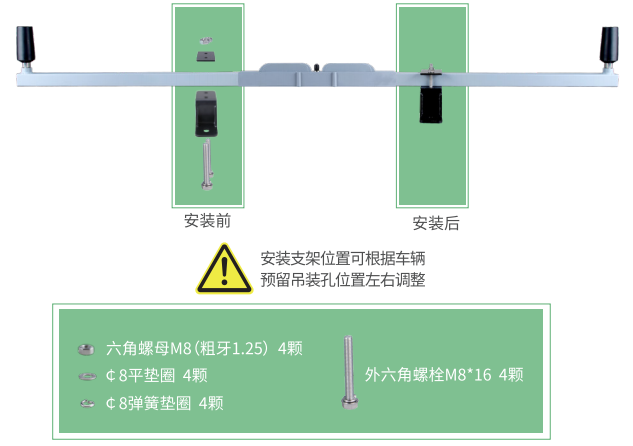 安装前
安装后
安装支架位置可根据车辆
预留吊装孔位置左右调整
六角螺母M8(粗牙1.25) 4颗
¢8平垫圈 4颗
¢8弹簧垫圈 4颗
外六角螺栓M8*16 4颗